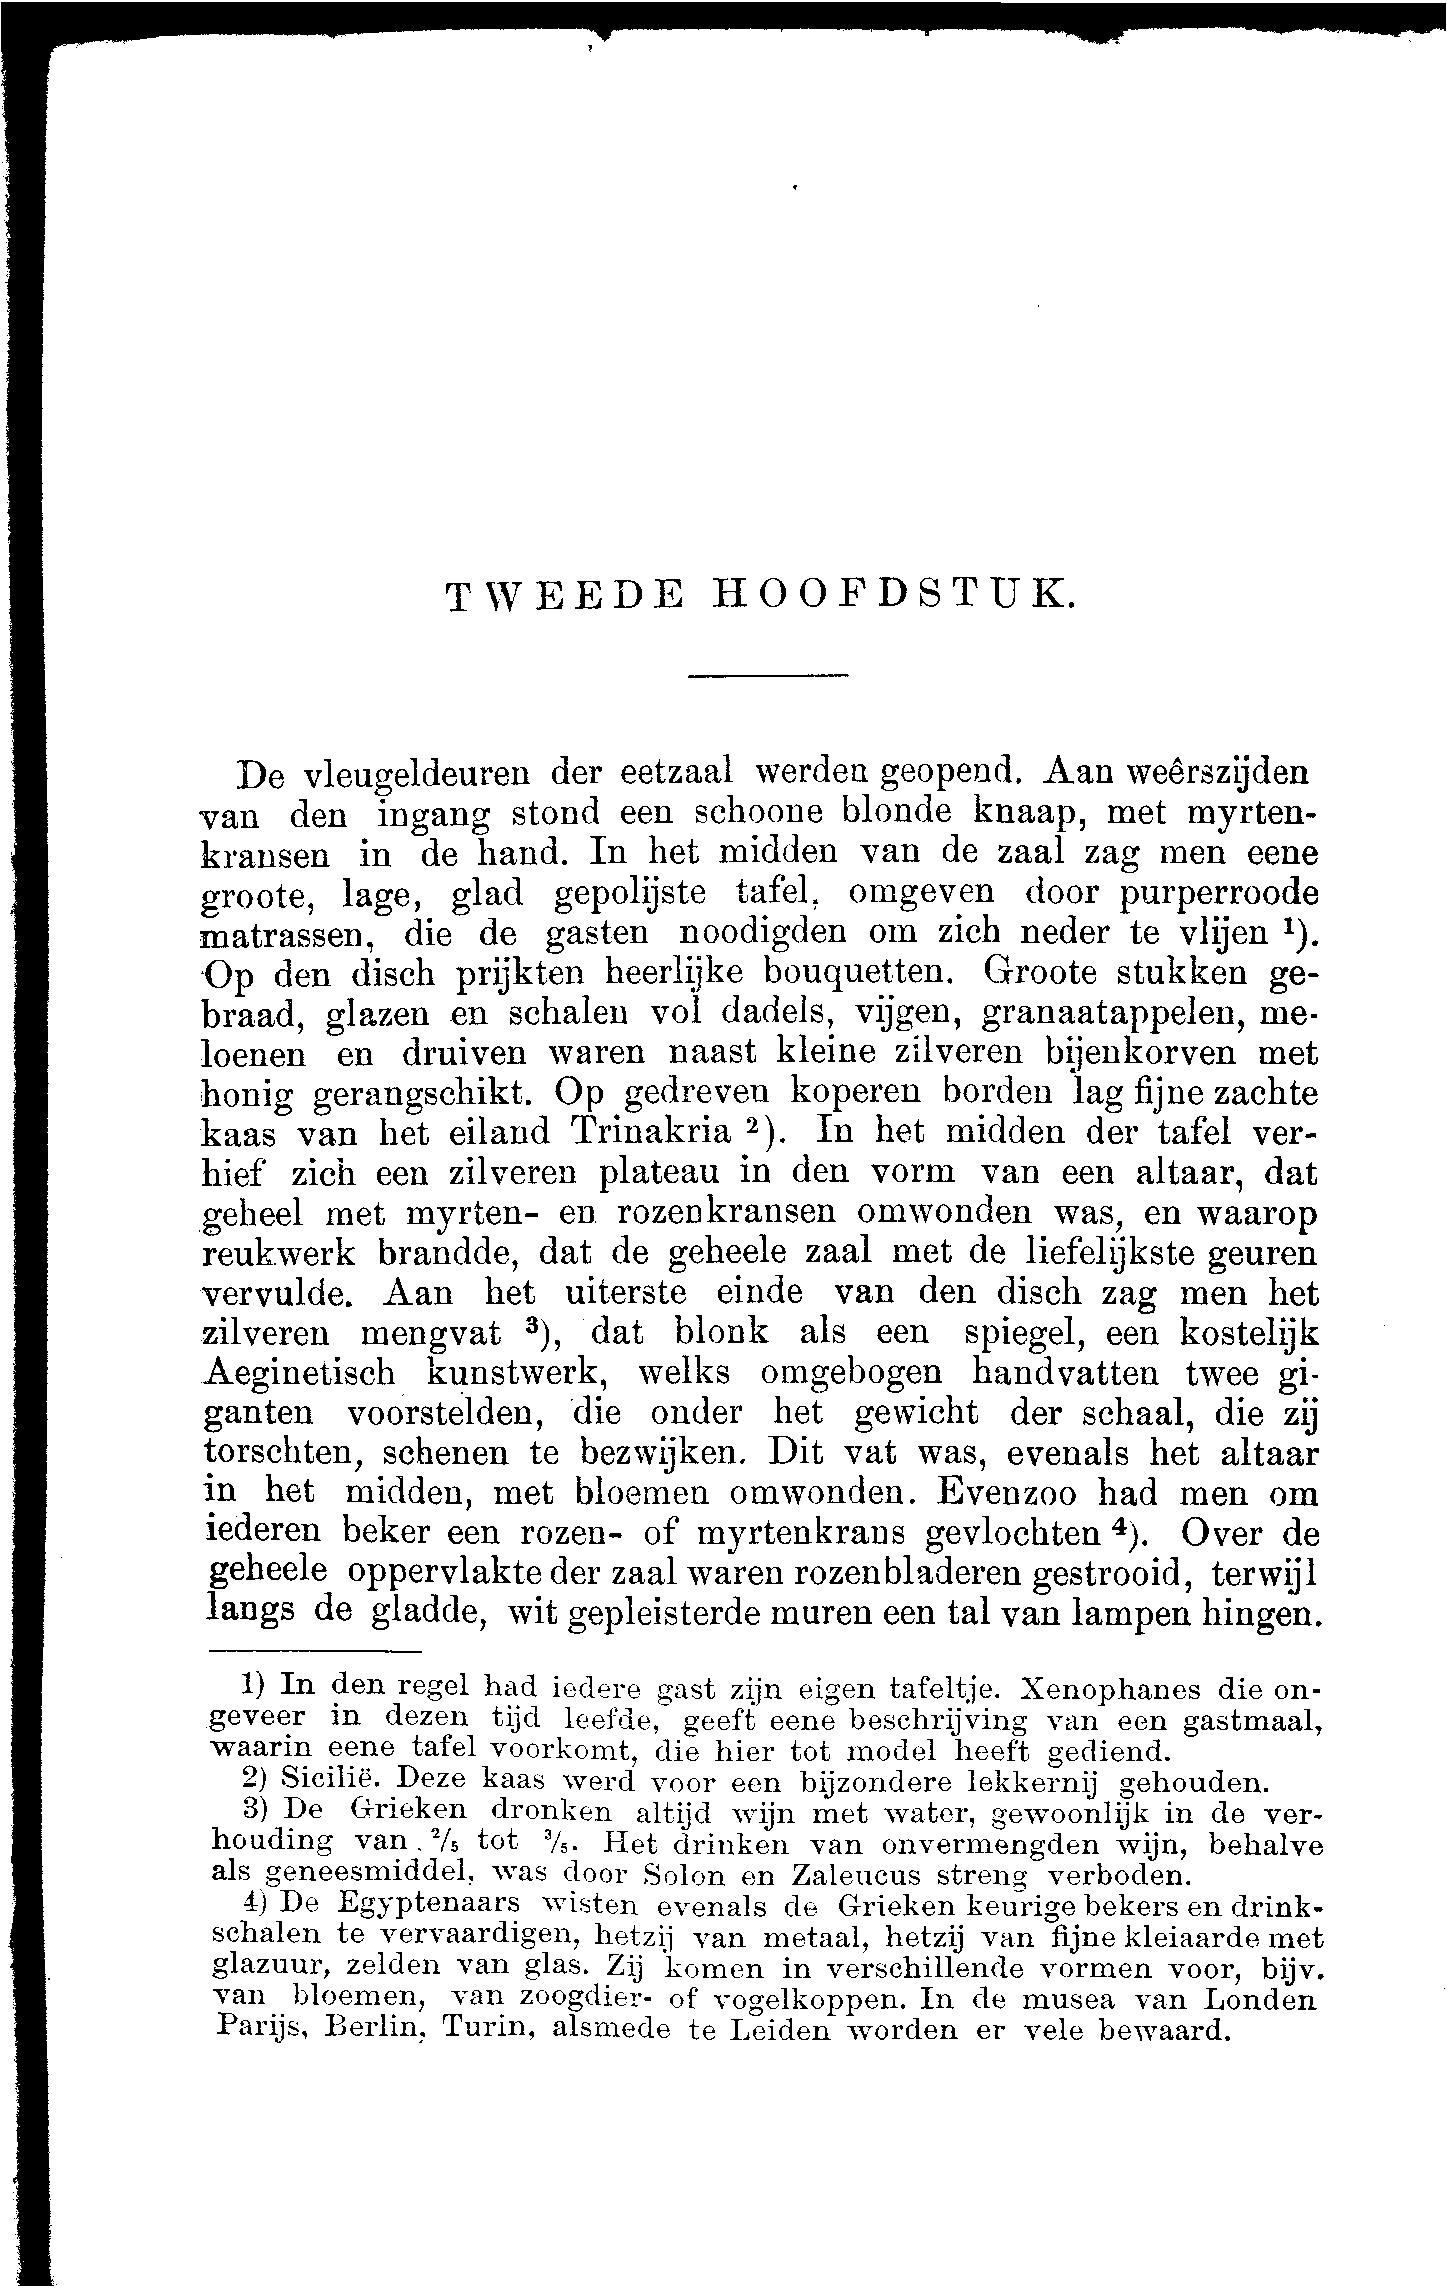 TWEEDE HOOFDSTUK.
De vleugeldeuren der eetzaal werden geopend. Aan weêrszijden
van den ingang stond een schoone blonde knaap, met myrten-
kransen in de hand. In het midden van de zaal zag men eene
groote, lage, glad gepolijste tafel, omgeven door purperroode
matrassen, die de gasten noodigden om zich neder te vlijen ¹).
Op den disch prijkten heerlijke bouquetten. Groote stukken ge-
braad, glazen en schalen vol dadels, vijgen, granaatappelen, me-
loenen en druiven waren naast kleine zilveren bijenkorven met
honig gerangschikt. Op gedreven koperen borden lag fijne zachte
kaas van het eiland Trinakria ²). In het midden der tafel ver-
hief zich een zilveren plateau in den vorm van een altaar, dat
geheel met myrten- en rozenkransen omwonden was, en waarop
reukwerk brandde, dat de geheele zaal met de liefelijkste geuren
vervulde. Aan het uiterste einde van den disch zag men het
zilveren mengvat ³), dat blonk als een spiegel, een kostelijk
Aeginetisch kunstwerk, welks omgebogen handvatten twee gi-
ganten voorstelden, die onder het gewicht der schaal, die zij
torschten, schenen te bezwijken. Dit vat was, evenals het altaar
in het midden, met bloemen omwonden. Evenzoo had men om
iederen beker een rozen- of myrtenkrans gevlochten ⁴). Over de
geheele oppervlakte der zaal waren rozenbladeren gestrooid, terwijl
langs de gladde, wit gepleisterde muren een tal van lampen hingen.
1) In den regel had iedere gast zijn eigen tafeltje. Xenophanes die on-
geveer in dezen tijd leefde, geeft eene beschrijving van een gastmaal,
waarin eene tafel voorkomt, die hier tot model heeft gediend.
2) Sicilië. Deze kaas werd voor een bijzondere lekkernij gehouden.
3) De Grieken dronken altijd wijn met water, gewoonlijk in de ver-
houding van ²/₅ tot ³/₅. Het drinken van onvermengden wijn, behalve
als geneesmiddel, was door Solon en Zaleucus streng verboden.
4) De Egyptenaars wisten evenals de Grieken keurige bekers en drink-
schalen te vervaardigen, hetzij van metaal, hetzij van fijne kleiaarde met
glazuur, zelden van glas. Zij komen in verschillende vormen voor, bijv.
van bloemen, van zoogdier- of vogelkoppen. In de musea van Londen
Parijs, Berlin, Turin, alsmede te Leiden worden er vele bewaard.